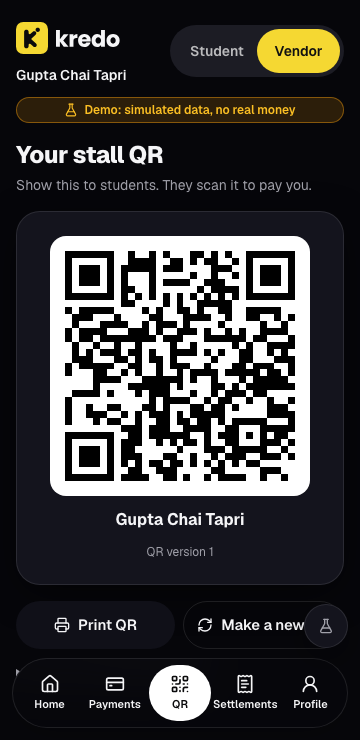 kredo
Student
Vendor
Gupta Chai Tapri
Demo: simulated data, no real money
Your stall QR
Show this to students. They scan it to pay you.
Gupta Chai Tapri
QR version 1
Print QR
Make a new
Home
Payments
QR
Settlements
Profile